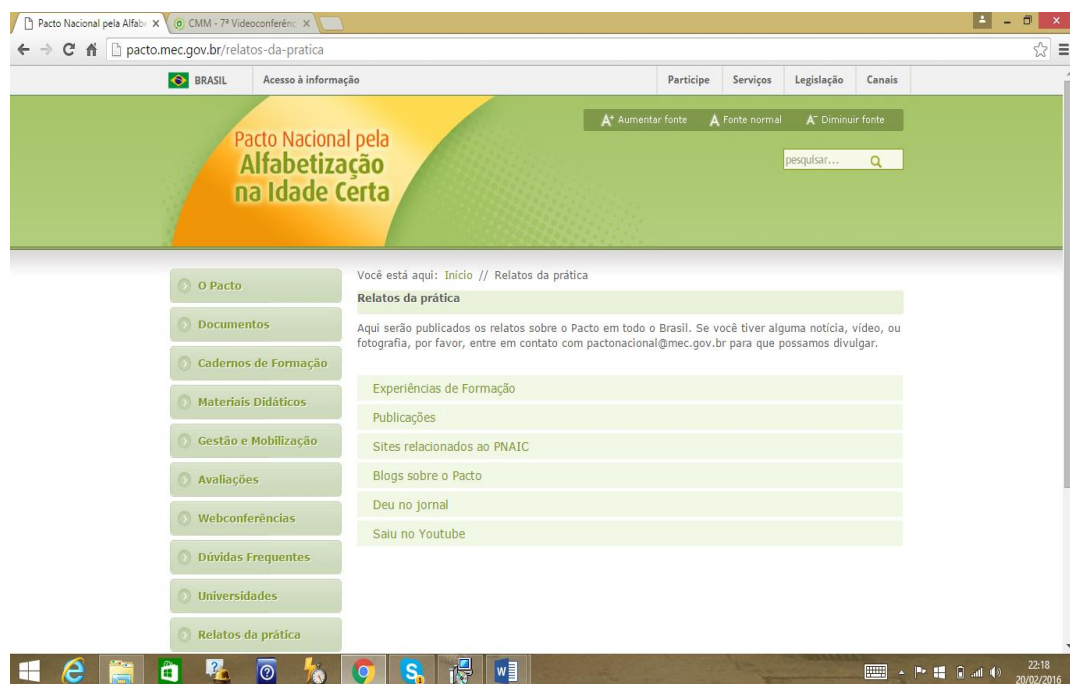 Pacto Nacional pela Alfab
CMM - 7ª Videoconferênc
pacto.mec.gov.br/relatos-da-pratica
BRASIL
Acesso à informação
Participe
Serviços
Legislação
Canais
A+ Aumentar fonte
A Fonte normal
A- Diminuir fonte
Pacto Nacional pela
Alfabetização
na Idade Certa
pesquisar...
Você está aqui: Início // Relatos da prática
Relatos da prática
Aqui serão publicados os relatos sobre o Pacto em todo o Brasil. Se você tiver alguma notícia, vídeo, ou
fotografia, por favor, entre em contato com pactonacional@mec.gov.br para que possamos divulgar.
Experiências de Formação
Publicações
Sites relacionados ao PNAIC
Blogs sobre o Pacto
Deu no jornal
Saiu no Youtube
O Pacto
Documentos
Cadernos de Formação
Materiais Didáticos
Gestão e Mobilização
Avaliações
Webconferências
Dúvidas Frequentes
Universidades
Relatos da prática
22:18
20/02/2016